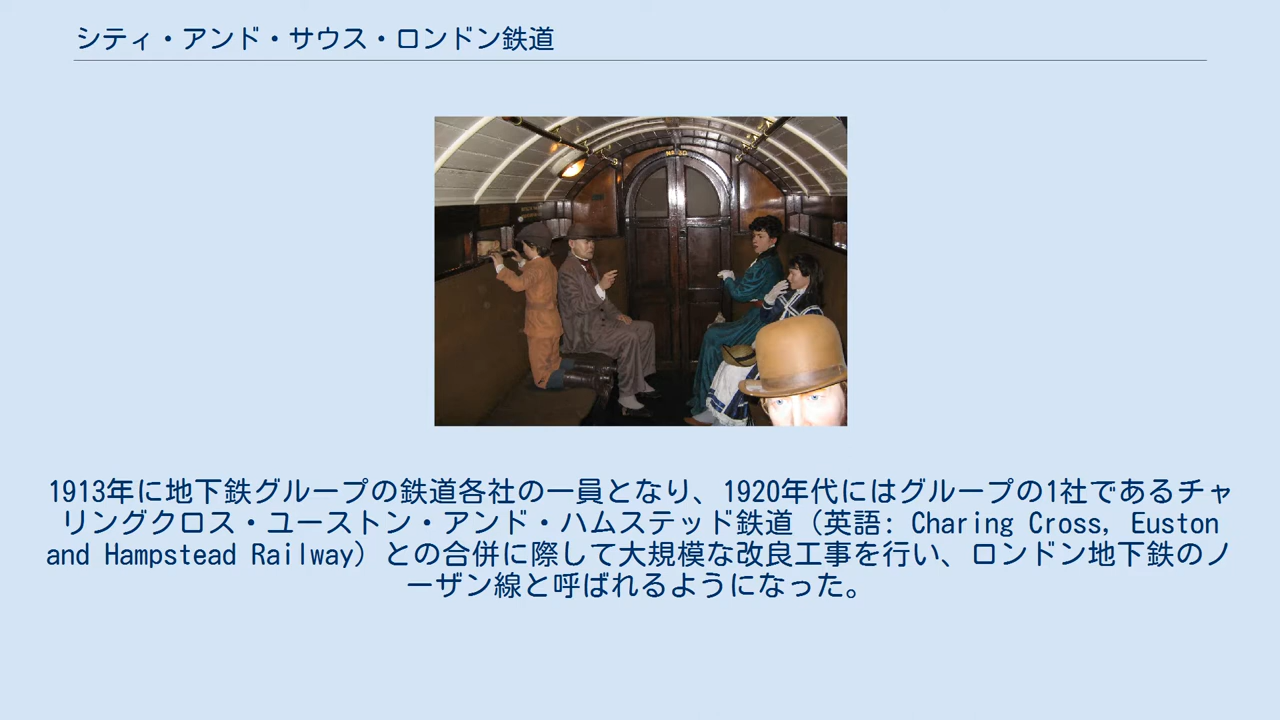 シティ・アンド・サウス・ロンドン鉄道
1913年に地下鉄グループの鉄道各社の一員となり、1920年代にはグループの1社であるチャ
リングクロス・ユーストン・アンド・ハムステッド鉄道（英語: Charing Cross, Euston
and Hampstead Railway）との合併に際して大規模な改良工事を行い、ロンドン地下鉄のノ
ーザン線と呼ばれるようになった。